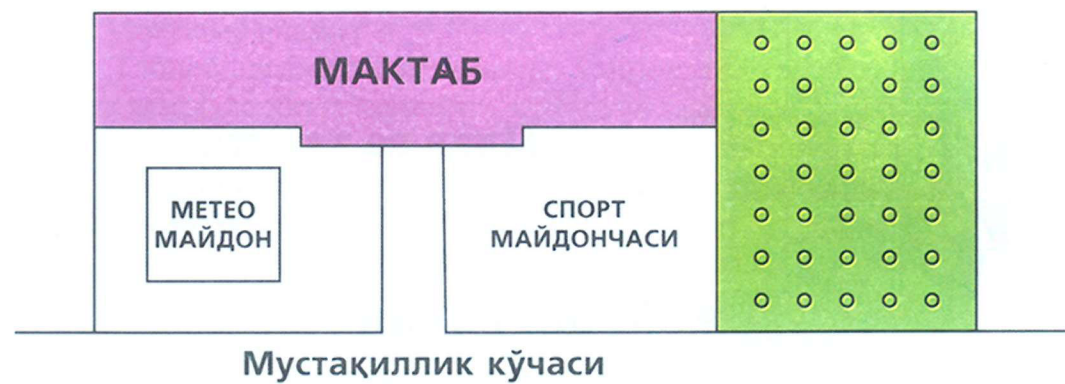 МАКТАБ
МЕТЕО
МАЙДОН
СПОРТ
МАЙДОНЧАСИ
Мустақиллик кўчаси